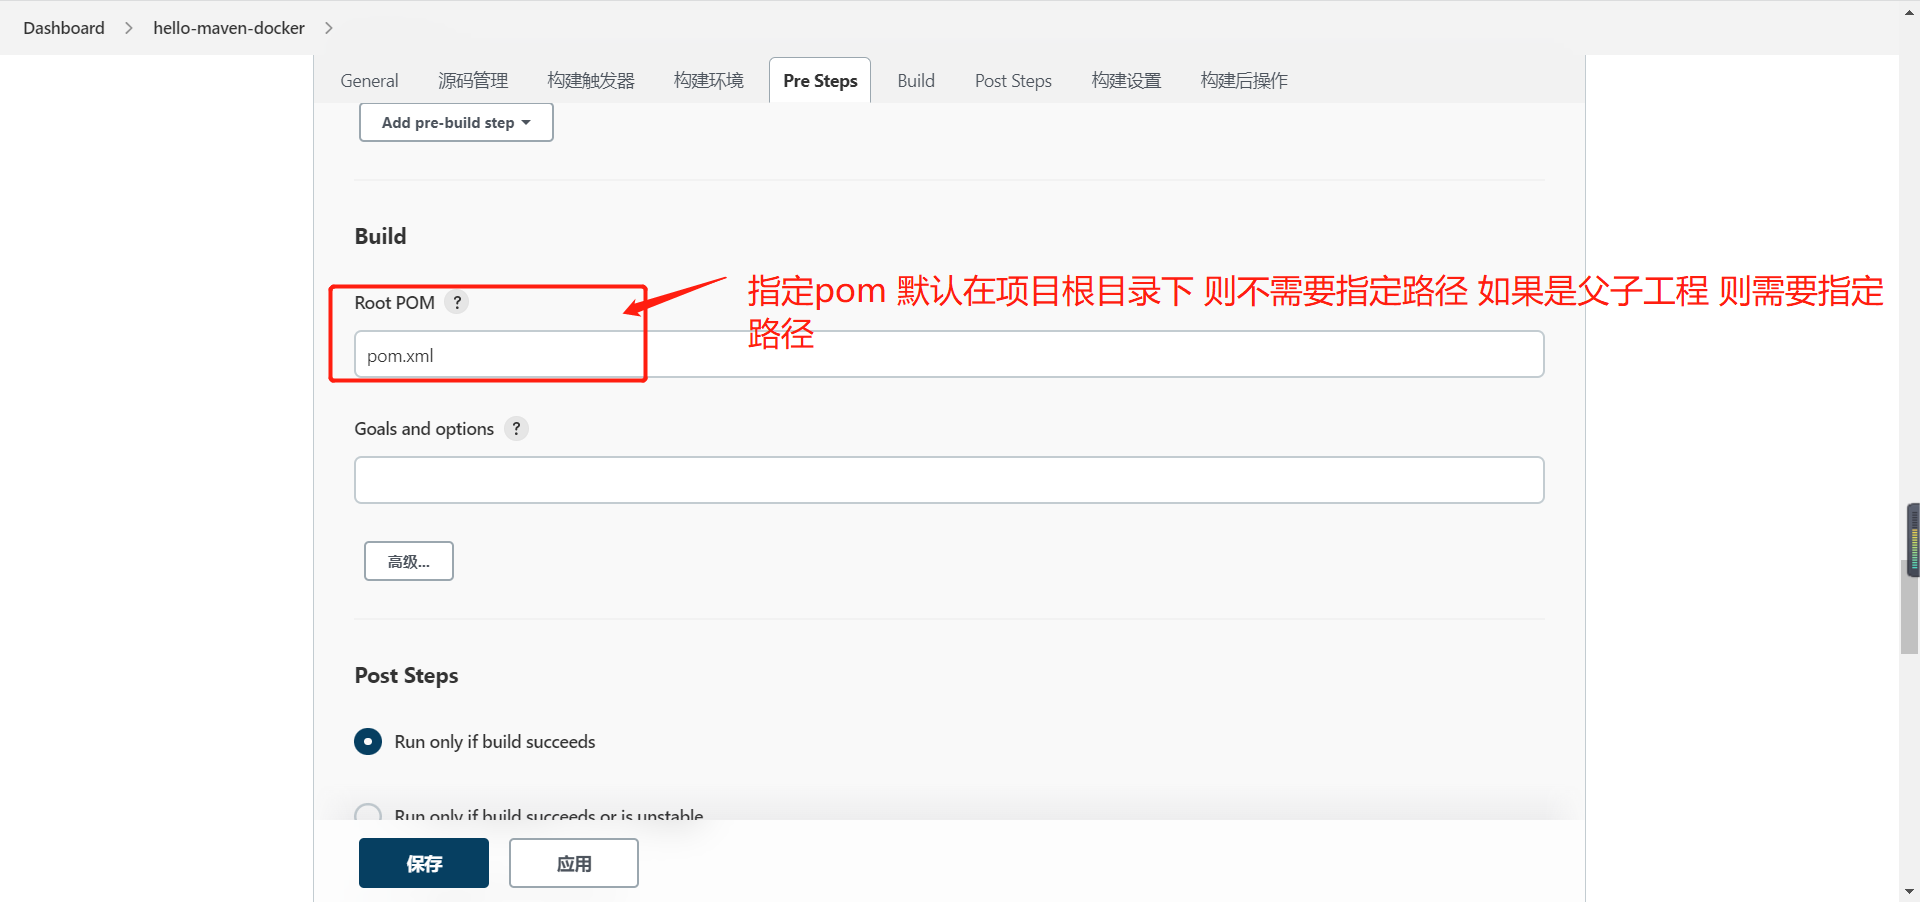 Dashboard
hello-maven-docker
General
源码管理
构建触发器
构建环境
Pre Steps
Build
Post Steps
构建设置
构建后操作
Add pre-build step
Build
指定pom 默认在项目根目录下 则不需要指定路径 如果是父子工程 则需要指定
路径
Root POM ?
pom.xml
Goals and options ?
高级...
Post Steps
Run only if build succeeds
Run only if build succeeds or is unstable
保存
应用